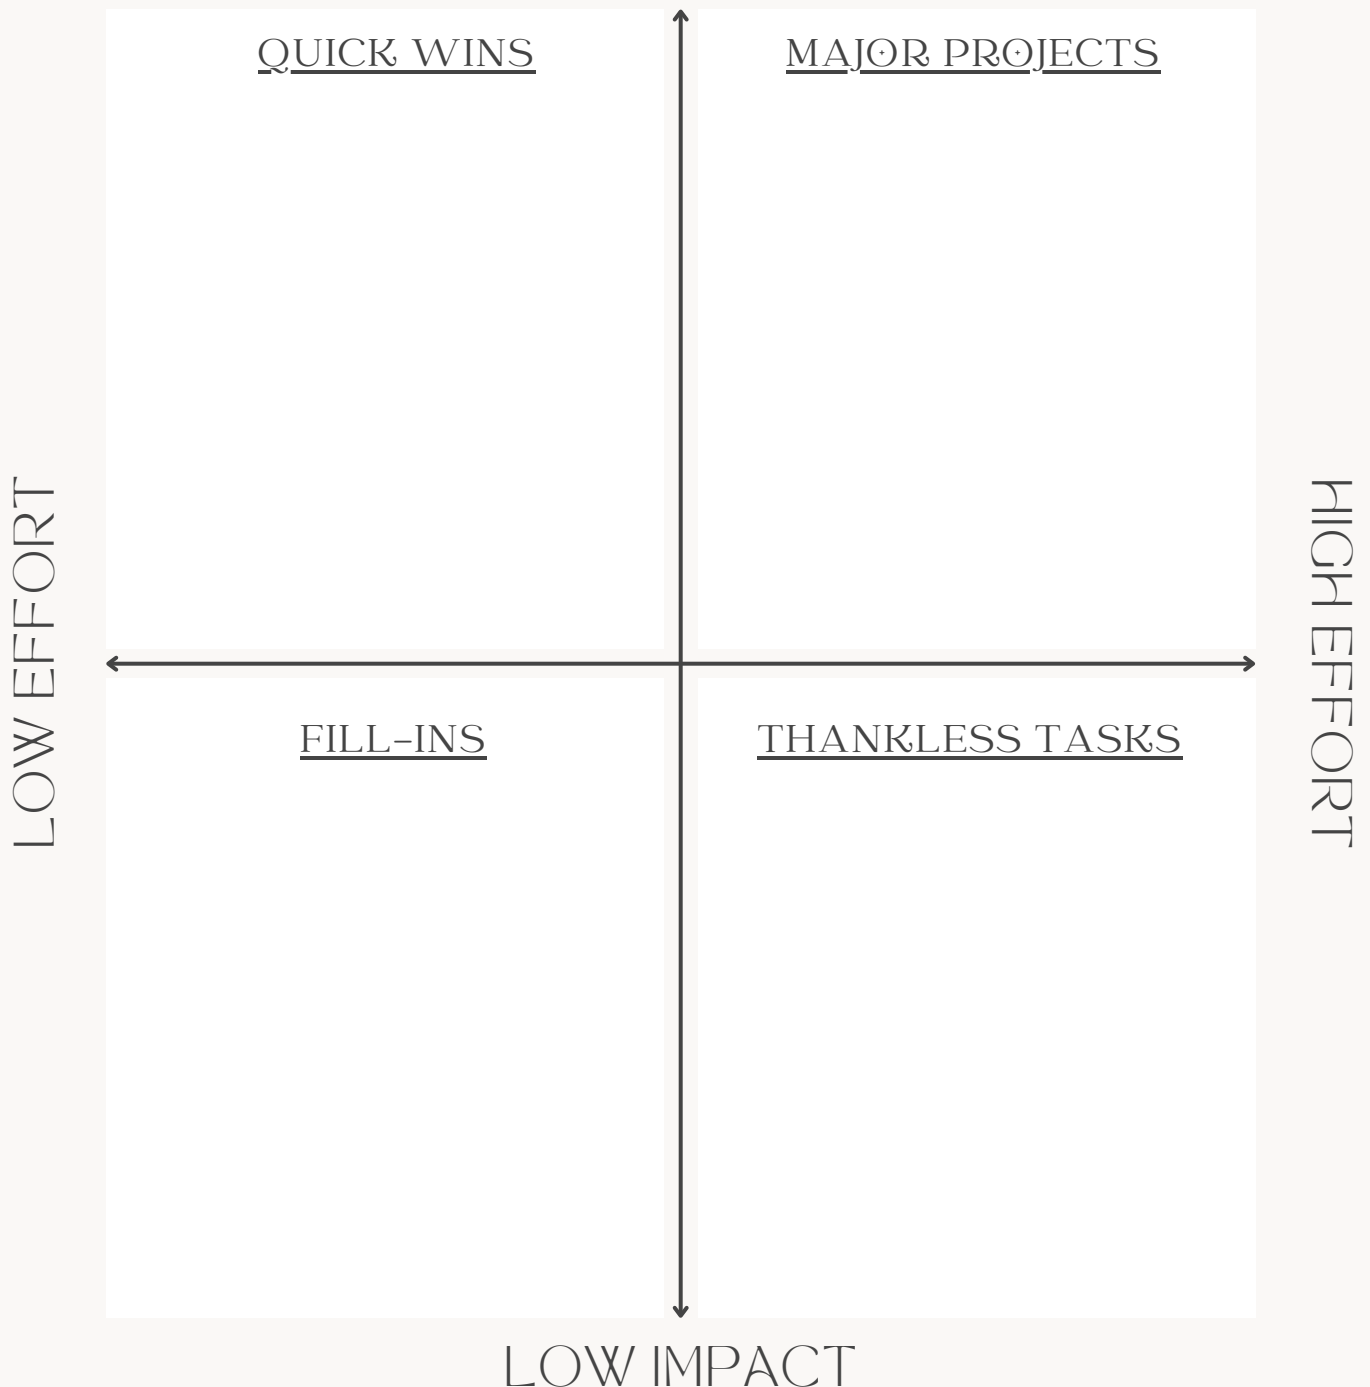 QUICK WINS
MAJOR PROJECTS
LOW EFFORT
HIGH EFFORT
FILL-INS
THANKLESS TASKS
LOW IMPACT